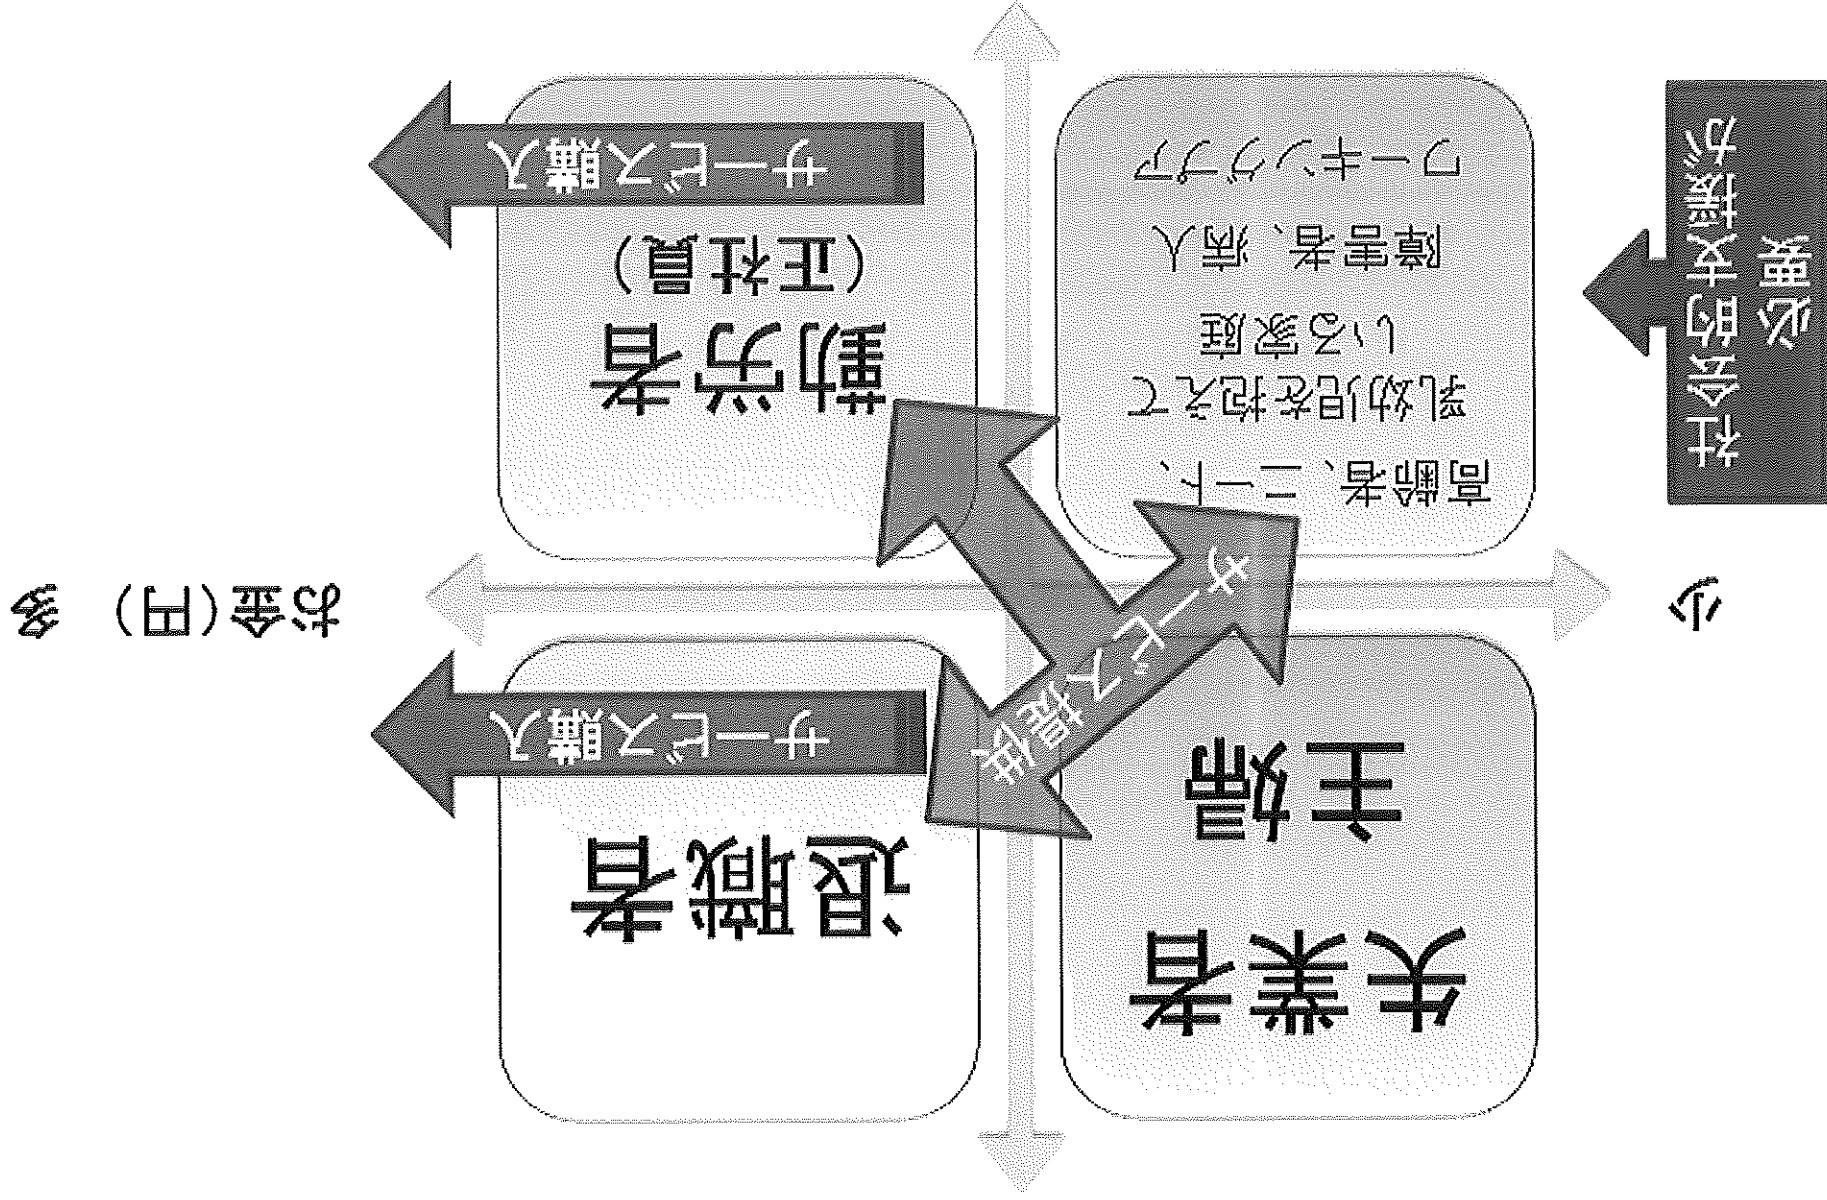 失業者
主婦
退職者
サービス購入
サービス提供
少
お金(円) 多
社会的支援が
必要
高齢者、ニート、
乳幼児を抱えて
いる家庭
障害者、病人
ワーキングプア
勤労者
(正社員)
サービス購入